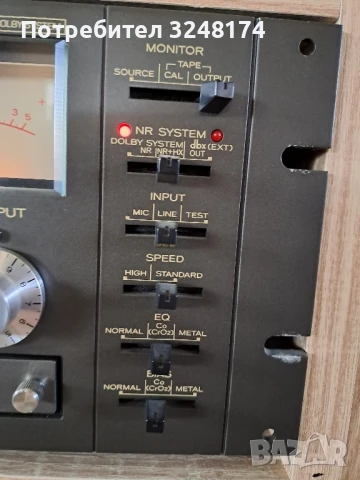 Потребител 3248174
DOLBY SYSTEM
MONITOR
TAPE
SOURCE CAL OUTPUT
+
3 5
NR SYSTEM
DOLBY SYSTEM dbx (EXT)
NR NR+HX OUT
PUT
INPUT
MIC LINE TEST
SPEED
HIGH STANDARD
EQ
NORMAL Co (CrO2) METAL
BIAS
NORMAL Co (CrO2) METAL
BAZAR